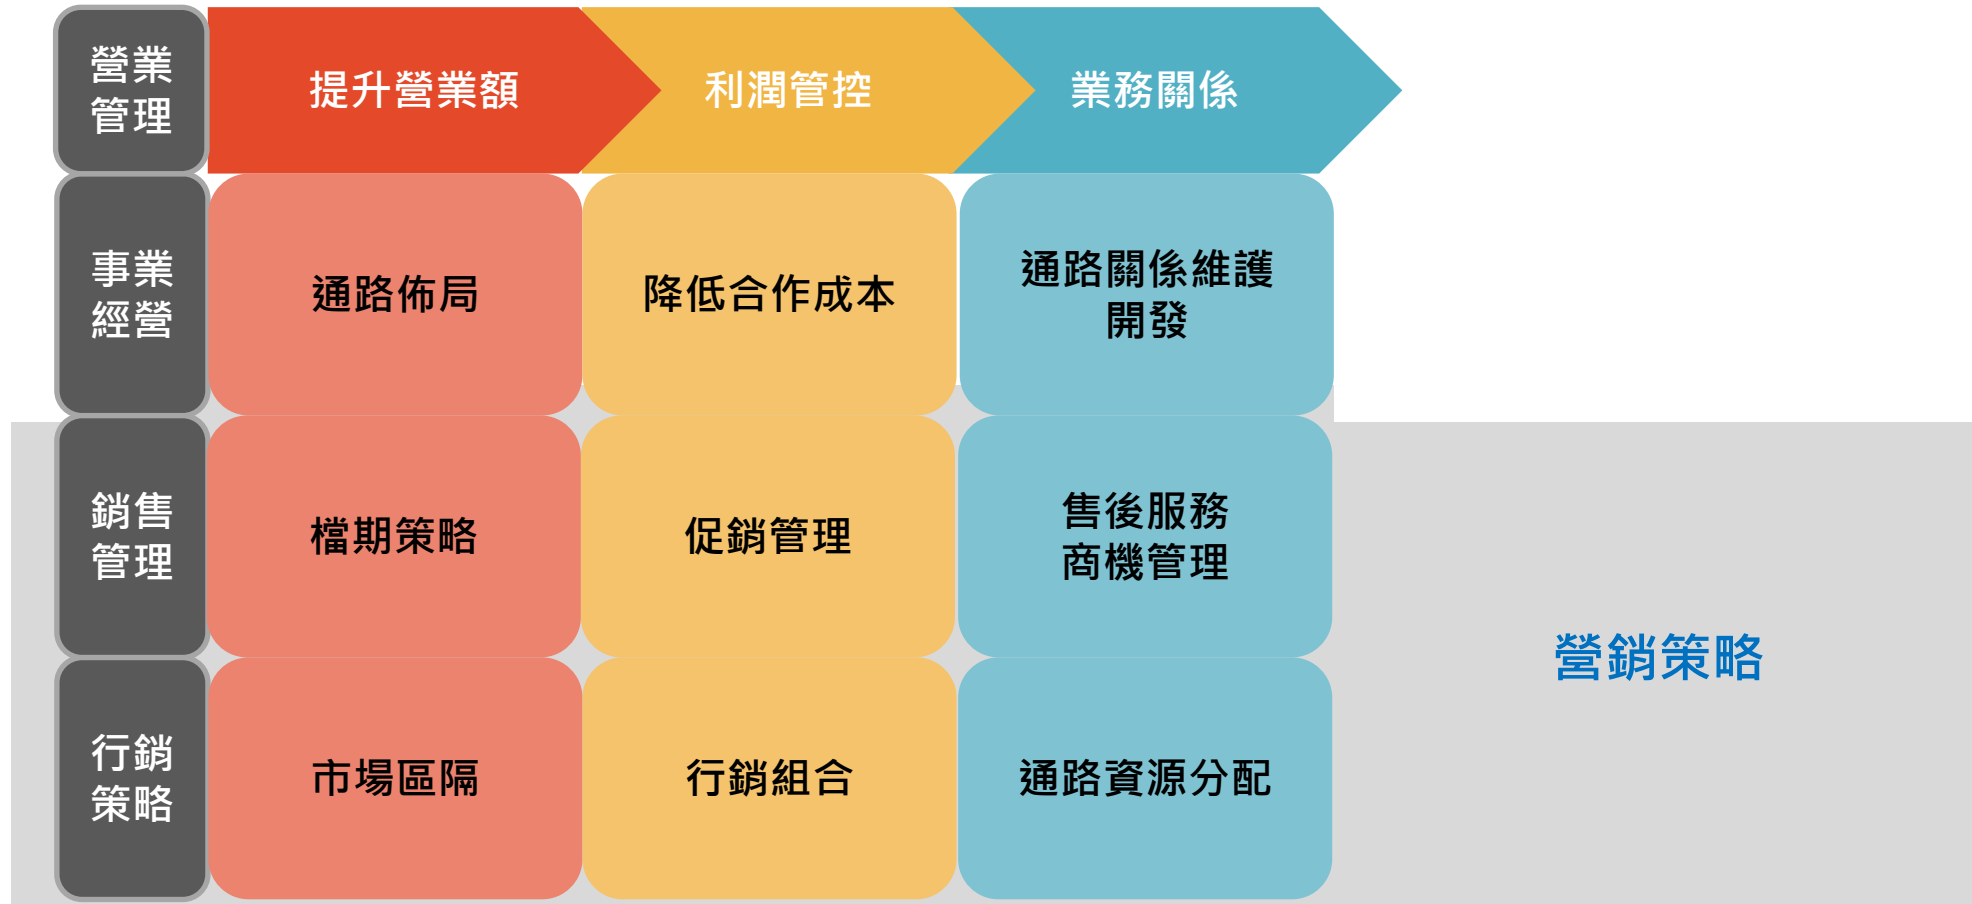 營業
管理
提升營業額
利潤管控
業務關係
事業
經營
通路佈局
降低合作成本
通路關係維護
開發
銷售
管理
檔期策略
促銷管理
售後服務
商機管理
營銷策略
行銷
策略
市場區隔
行銷組合
通路資源分配